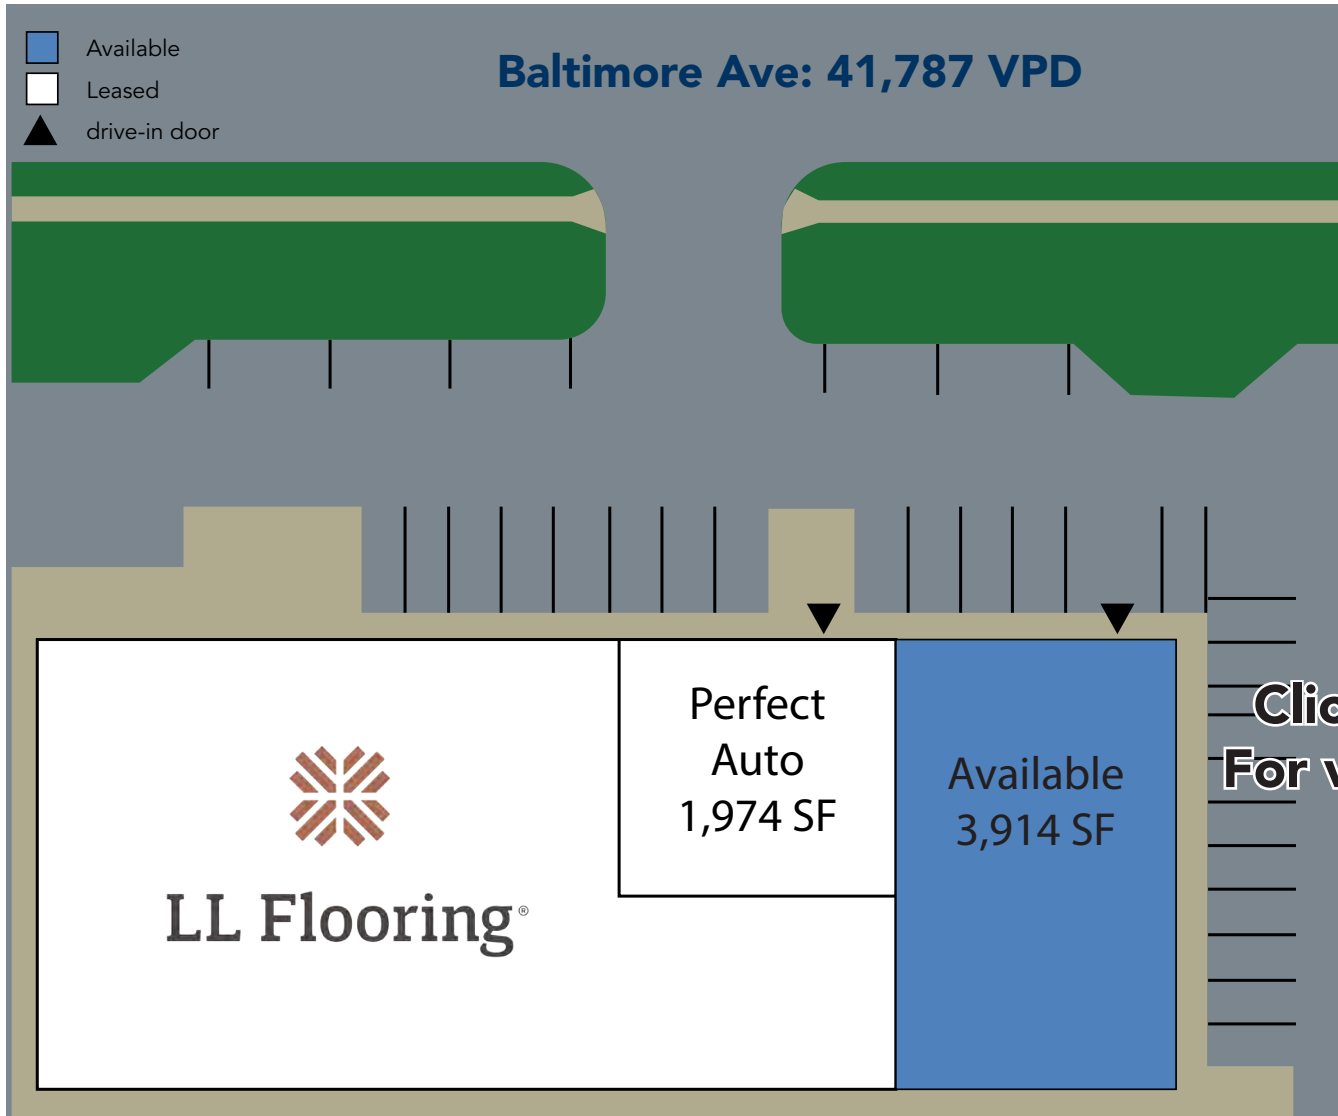 Available
Leased
drive-in door
Baltimore Ave: 41,787 VPD
Perfect
Auto
1,974 SF
Available
3,914 SF
LL Flooring®
For